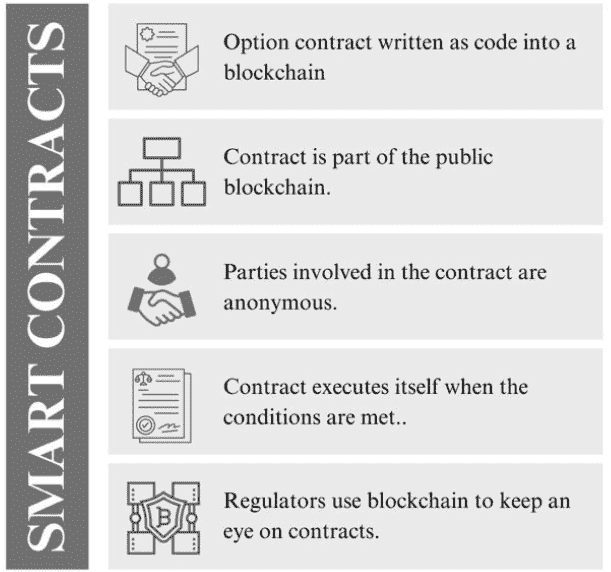 SMART CONTRACTS
Option contract written as code into a
blockchain
Contract is part of the public
blockchain.
Parties involved in the contract are
anonymous.
Contract executes itself when the
conditions are met..
Regulators use blockchain to keep an
eye on contracts.